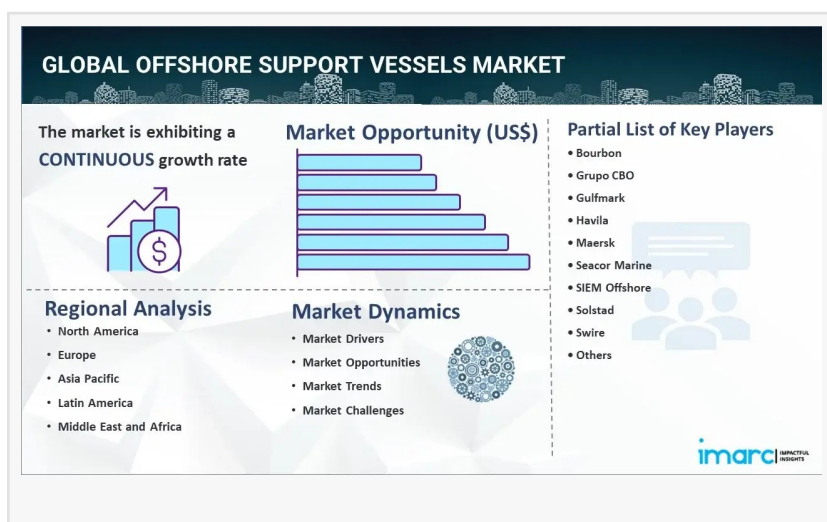 GLOBAL OFFSHORE SUPPORT VESSELS MARKET
The market is exhibiting a
CONTINUOUS growth rate
$
Market Opportunity (US$)
Regional Analysis
• North America
• Europe
• Asia Pacific
• Latin America
• Middle East and Africa
Market Dynamics
• Market Drivers
• Market Opportunities
• Market Trends
• Market Challenges
Partial List of Key Players
• Bourbon
• Grupo CBO
• Gulfmark
• Havila
• Maersk
• Seacor Marine
• SIEM Offshore
• Solstad
• Swire
• Others
imarc
IMPACTFUL
INSIGHTS